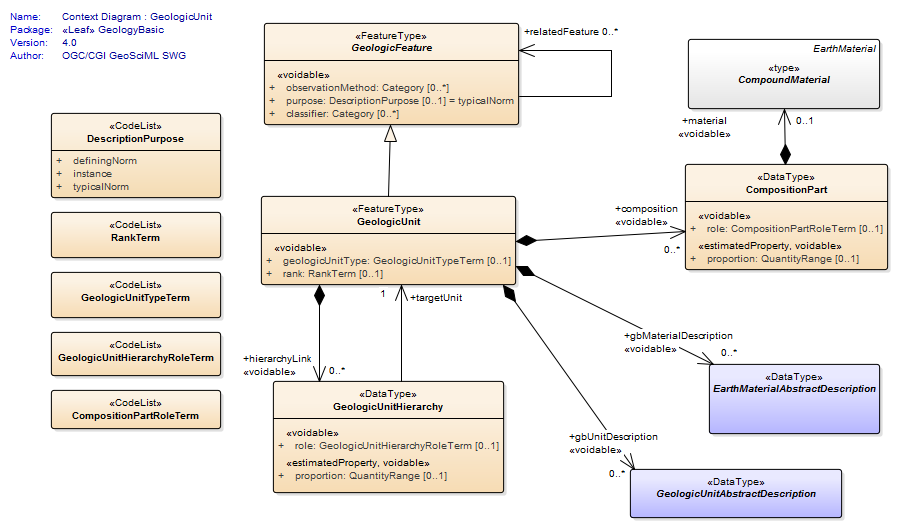 Name: Context Diagram : GeologicUnit
Package: «Leaf» GeologyBasic
Version: 4.0
Author: OGC/CGI GeoSciML SWG
«FeatureType»
GeologicFeature
«voidable»
+ observationMethod: Category [0..*]
+ purpose: DescriptionPurpose [0..1] = typicalNorm
+ classifier: Category [0..*]
+relatedFeature 0..*
EarthMaterial
«type»
CompoundMaterial
+material
«voidable»
0..1
«CodeList»
DescriptionPurpose
+ definingNorm
+ instance
+ typicalNorm
«CodeList»
RankTerm
«CodeList»
GeologicUnitTypeTerm
«CodeList»
GeologicUnitHierarchyRoleTerm
«CodeList»
CompositionPartRoleTerm
«FeatureType»
GeologicUnit
«voidable»
+ geologicUnitType: GeologicUnitTypeTerm [0..1]
+ rank: RankTerm [0..1]
+composition
«voidable»
0..*
«DataType»
CompositionPart
«voidable»
+ role: CompositionPartRoleTerm [0..1]
«estimatedProperty, voidable»
+ proportion: QuantityRange [0..1]
1
+targetUnit
+hierarchyLink
«voidable»
0..*
+gbMaterialDescription
«voidable»
0..*
«DataType»
EarthMaterialAbstractDescription
«DataType»
GeologicUnitHierarchy
«voidable»
+ role: GeologicUnitHierarchyRoleTerm [0..1]
«estimatedProperty, voidable»
+ proportion: QuantityRange [0..1]
+gbUnitDescription
«voidable»
0..*
«DataType»
GeologicUnitAbstractDescription